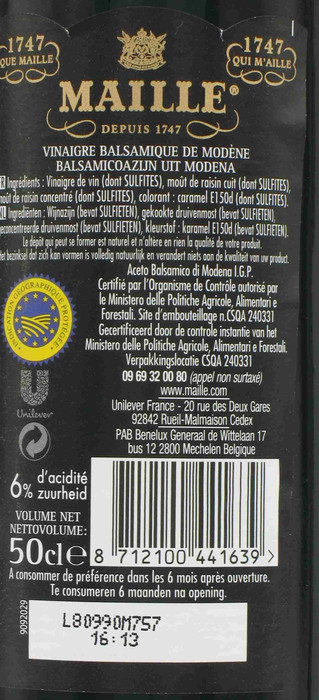 1747
QUE MAILLE
1747
QUI M'AILLE
MAILLE®
DEPUIS 1747
VINAIGRE BALSAMIQUE DE MODÈNE
BALSAMICOAZIJN UIT MODENA
Ingrédients : Vinaigre de vin (dont SULFITES), moût de raisin cuit (dont SULFITES),
moût de raisin concentré (dont SULFITES), colorant : caramel E150d (dont SULFITES).
Ingrediënten : Wijnazijn (bevat SULFIETEN), gekookte druivenmost (bevat SULFIETEN),
geconcentreerde druivenmost (bevat SULFIETEN), kleurstof : karamel E150d (bevat SULFIETEN).
Le dépôt qui peut se former est naturel et n'altère en rien la qualité de votre produit.
Het bezinksel dat zich kan vormen is volledig natuurlijk en verandert niets aan de kwaliteit van uw product.
Aceto Balsamico di Modena I.G.P.
Certifié par l'Organisme de Contrôle autorisé par
le Ministero delle Politiche Agricole, Alimentari e
Forestali. Site d'embouteillage n.CSQA 240331
Gecertificeerd door de controle instantie van het
Ministero delle Politiche Agricole, Alimentari e Forestali.
Verpakkingslocatie CSQA 240331
INDICATION GÉOGRAPHIQUE PROTÉGÉE
09 69 32 00 80 (appel non surtaxé)
www.maille.com
Unilever
Unilever France - 20 rue des Deux Gares
92842 Rueil-Malmaison Cedex
PAB Benelux Generaal de Wittelaan 17
bus 12 2800 Mechelen Belgique
6% d'acidité
zuurheid
VOLUME NET
NETTOVOLUME:
50cl e
8 712100 441639 >
A consommer de préférence dans les 6 mois après ouverture.
Te consumeren 6 maanden na opening.
9092029
L80990M757
16:13